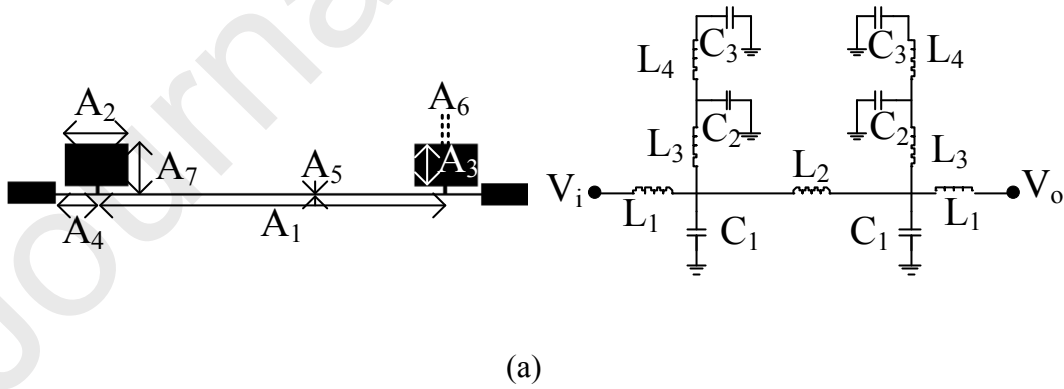 Journa
A₂
A₇
A₄
A₁
A₅
A₆
A₃
C₃
L₄
C₂
L₃
Vᵢ
L₁
C₁
L₂
C₃
L₄
C₂
L₃
C₁
L₁
Vₒ
(a)